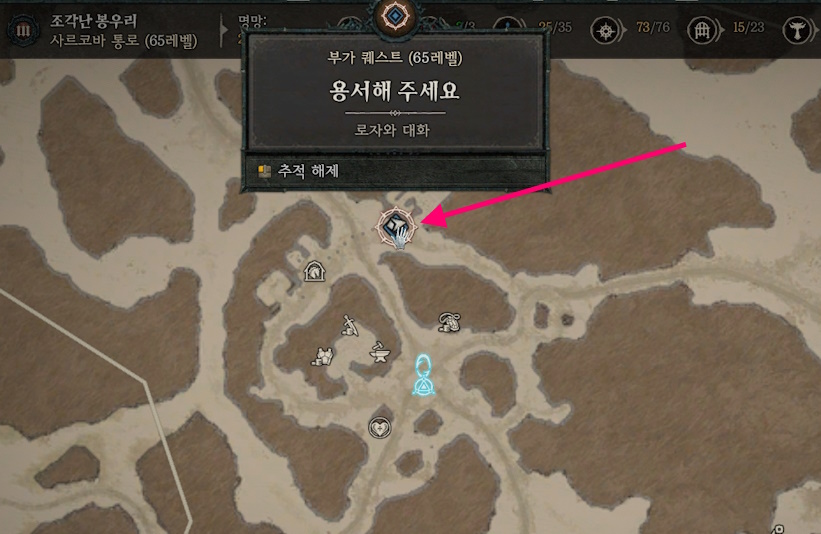 III
조각난 봉우리
사르코바 통로 (65레벨)
명망:
2/3
25/35
73/76
15/23
부가 퀘스트 (65레벨)
용서해 주세요
로자와 대화
추적 해제